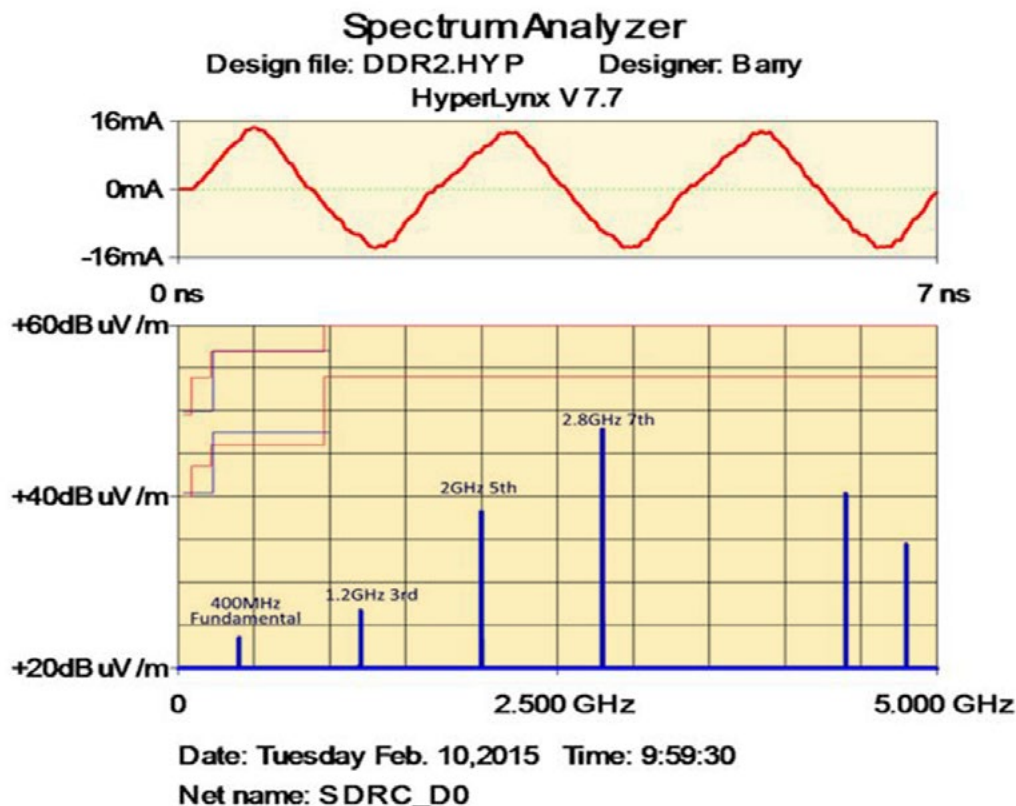 Spectrum Analyzer
Design file: DDR2.HYP Designer: Barry
HyperLynx V7.7
16mA
0mA
-16mA
0 ns 7 ns
+60dB uV/m
2.8GHz 7th
+40dB uV/m
2GHz 5th
1.2GHz 3rd
400MHz
Fundamental
+20dB uV/m
0 2.500 GHz 5.000 GHz
Date: Tuesday Feb. 10,2015 Time: 9:59:30
Net name: SDRC_D0